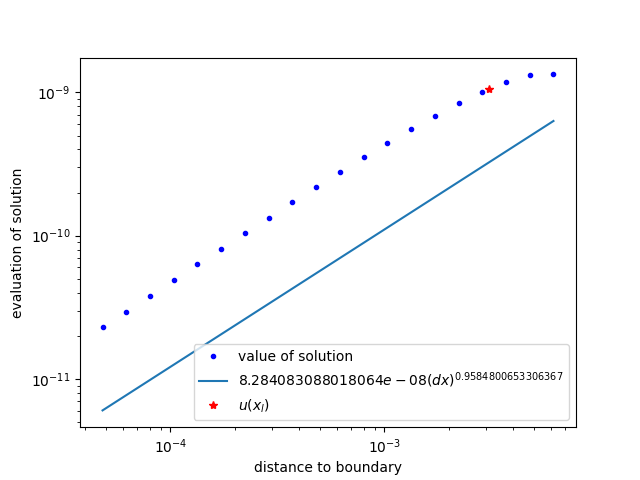 evaluation of solution
10⁻⁹
10⁻¹⁰
10⁻¹¹
10⁻⁴
10⁻³
distance to boundary
value of solution
8.284083088018064e − 08(dx)^0.9584800653306367
u(x_l)